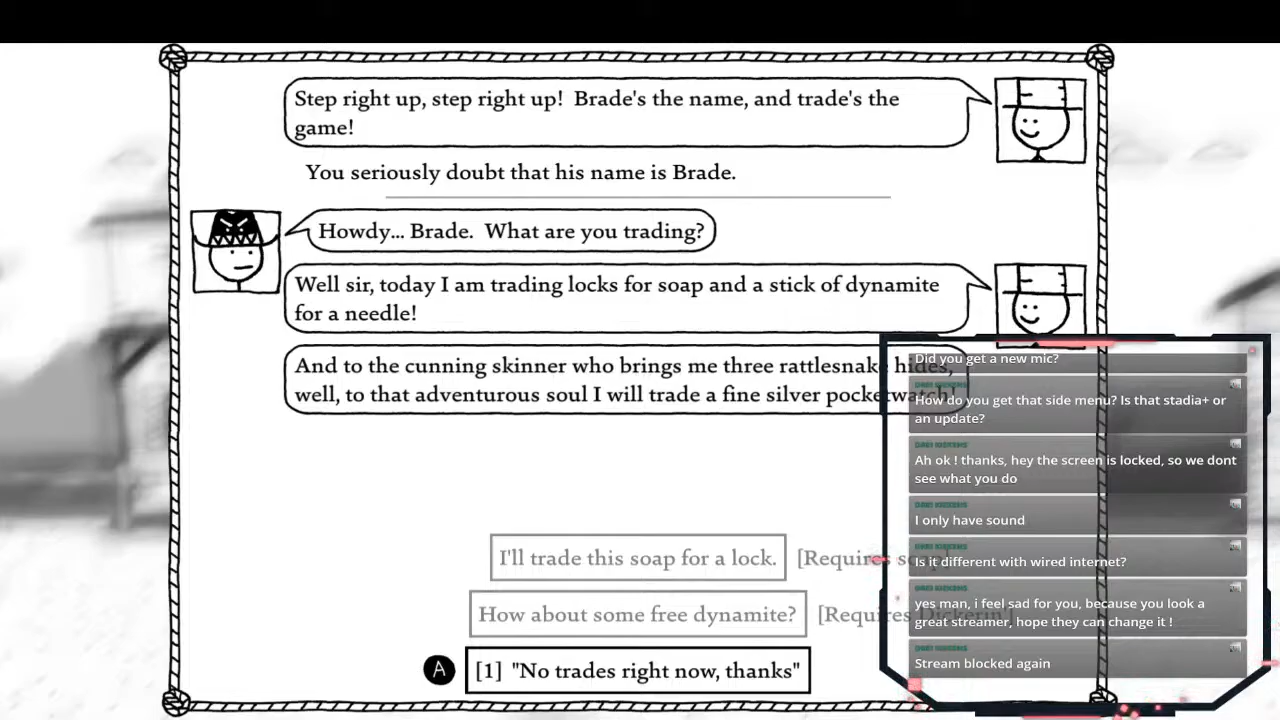 Step right up, step right up!  Brade's the name, and trade's the
game!
You seriously doubt that his name is Brade.
Howdy... Brade.  What are you trading?
Well sir, today I am trading locks for soap and a stick of dynamite
for a needle!
And to the cunning skinner who brings me three rattlesnake hides,
well, to that adventurous soul I will trade a fine silver pocketwatch!
I'll trade this soap for a lock. [Requires soap]
How about some free dynamite? [Requires Dickerin']
A [1] "No trades right now, thanks"
Did you get a new mic?
How do you get that side menu? Is that stadia+ or
an update?
Ah ok ! thanks, hey the screen is locked, so we dont
see what you do
I only have sound
Is it different with wired internet?
yes man, i feel sad for you, because you look a
great streamer, hope they can change it !
Stream blocked again